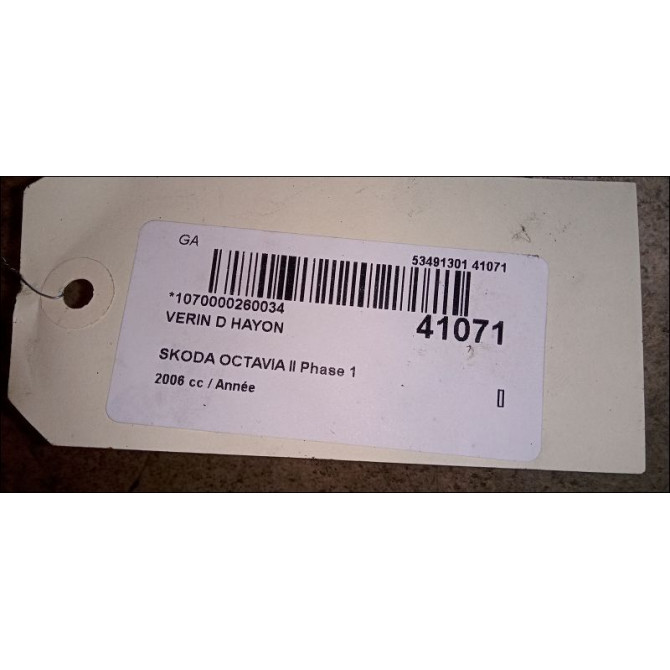 GA
53491301 41071
*1070000260034
41071
VERIN D HAYON
SKODA OCTAVIA II Phase 1
2006 cc / Année